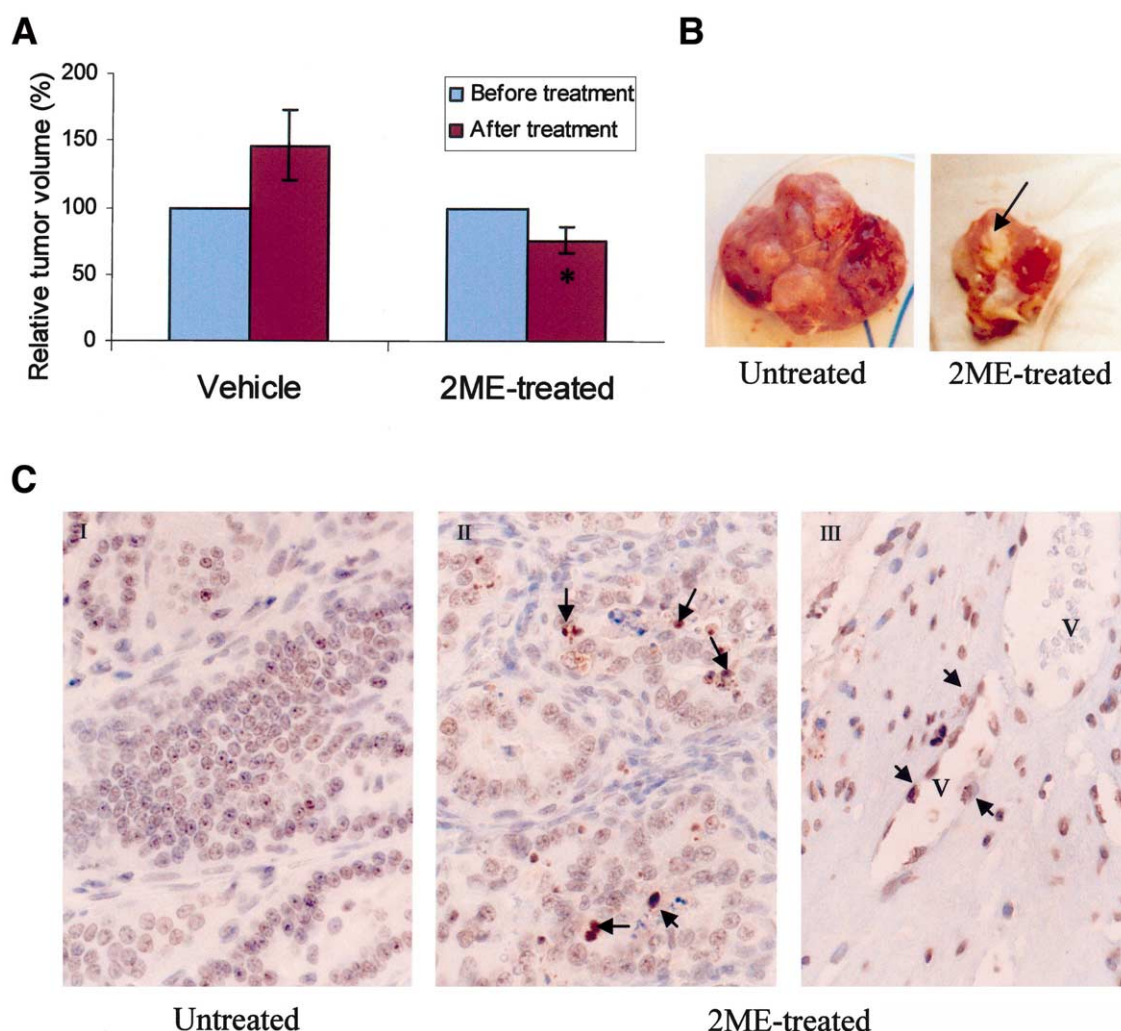 A
Relative tumor volume (%)
200
150
100
50
0
Before treatment
After treatment
*
Vehicle
2ME-treated
B
Untreated
2ME-treated
C
I
II
III
V
V
Untreated
2ME-treated